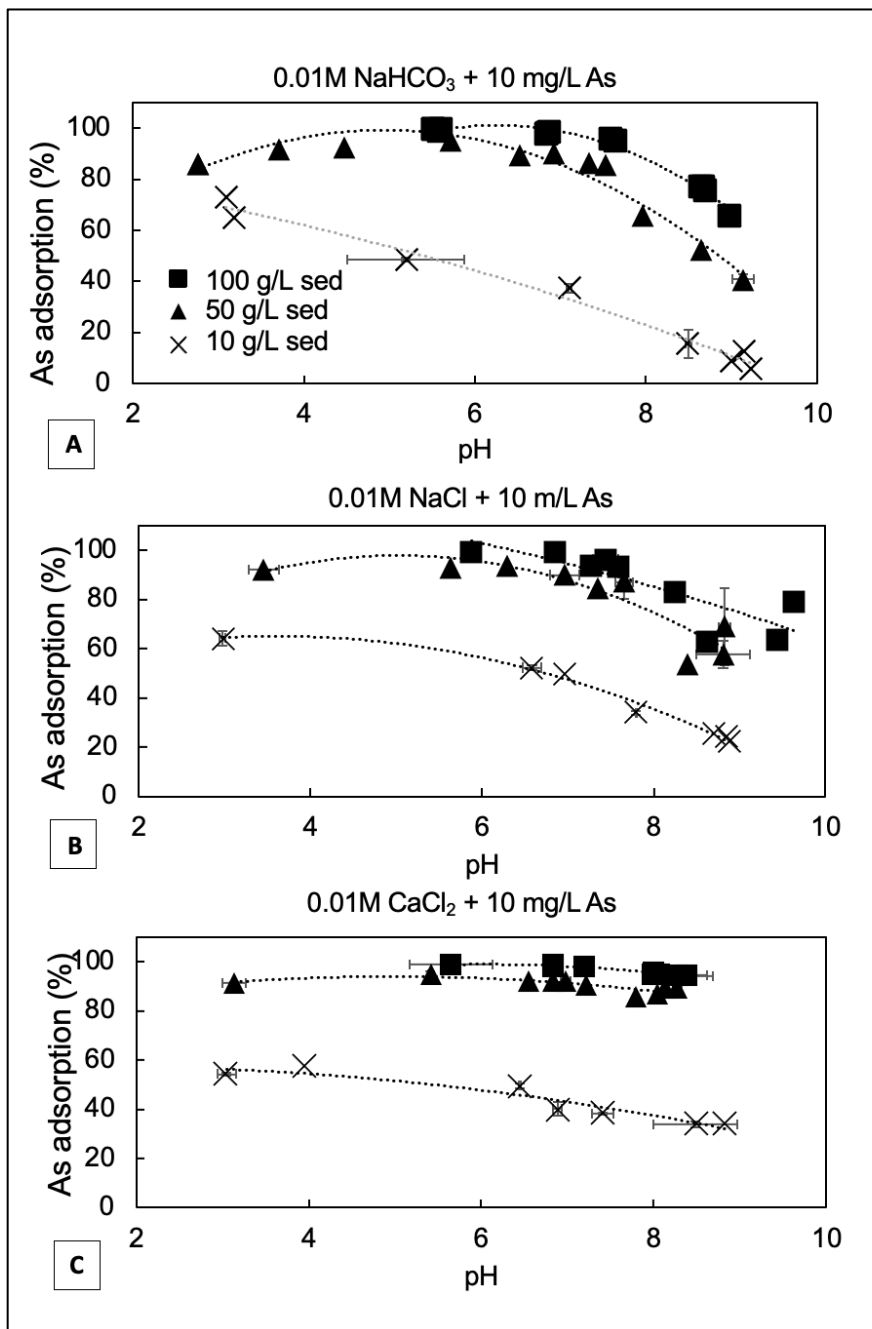 0.01M NaHCO₃ + 10 mg/L As
As adsorption (%)
100
80
60
40
20
0
100 g/L sed
50 g/L sed
10 g/L sed
2 4 6 8 10
pH
A
0.01M NaCl + 10 m/L As
As adsorption (%)
100
80
60
40
20
0
2 4 6 8 10
pH
B
0.01M CaCl₂ + 10 mg/L As
As adsorption (%)
100
80
60
40
20
0
2 4 6 8 10
pH
C